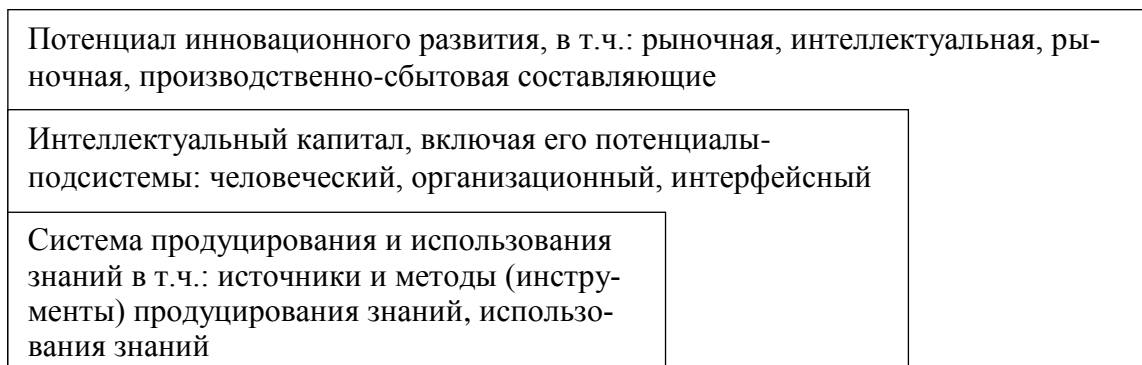 Потенциал инновационного развития, в т.ч.: рыночная, интеллектуальная, ры-
ночная, производственно-сбытовая составляющие
Интеллектуальный капитал, включая его потенциалы-
подсистемы: человеческий, организационный, интерфейсный
Система продуцирования и использования
знаний в т.ч.: источники и методы (инстру-
менты) продуцирования знаний, использо-
вания знаний